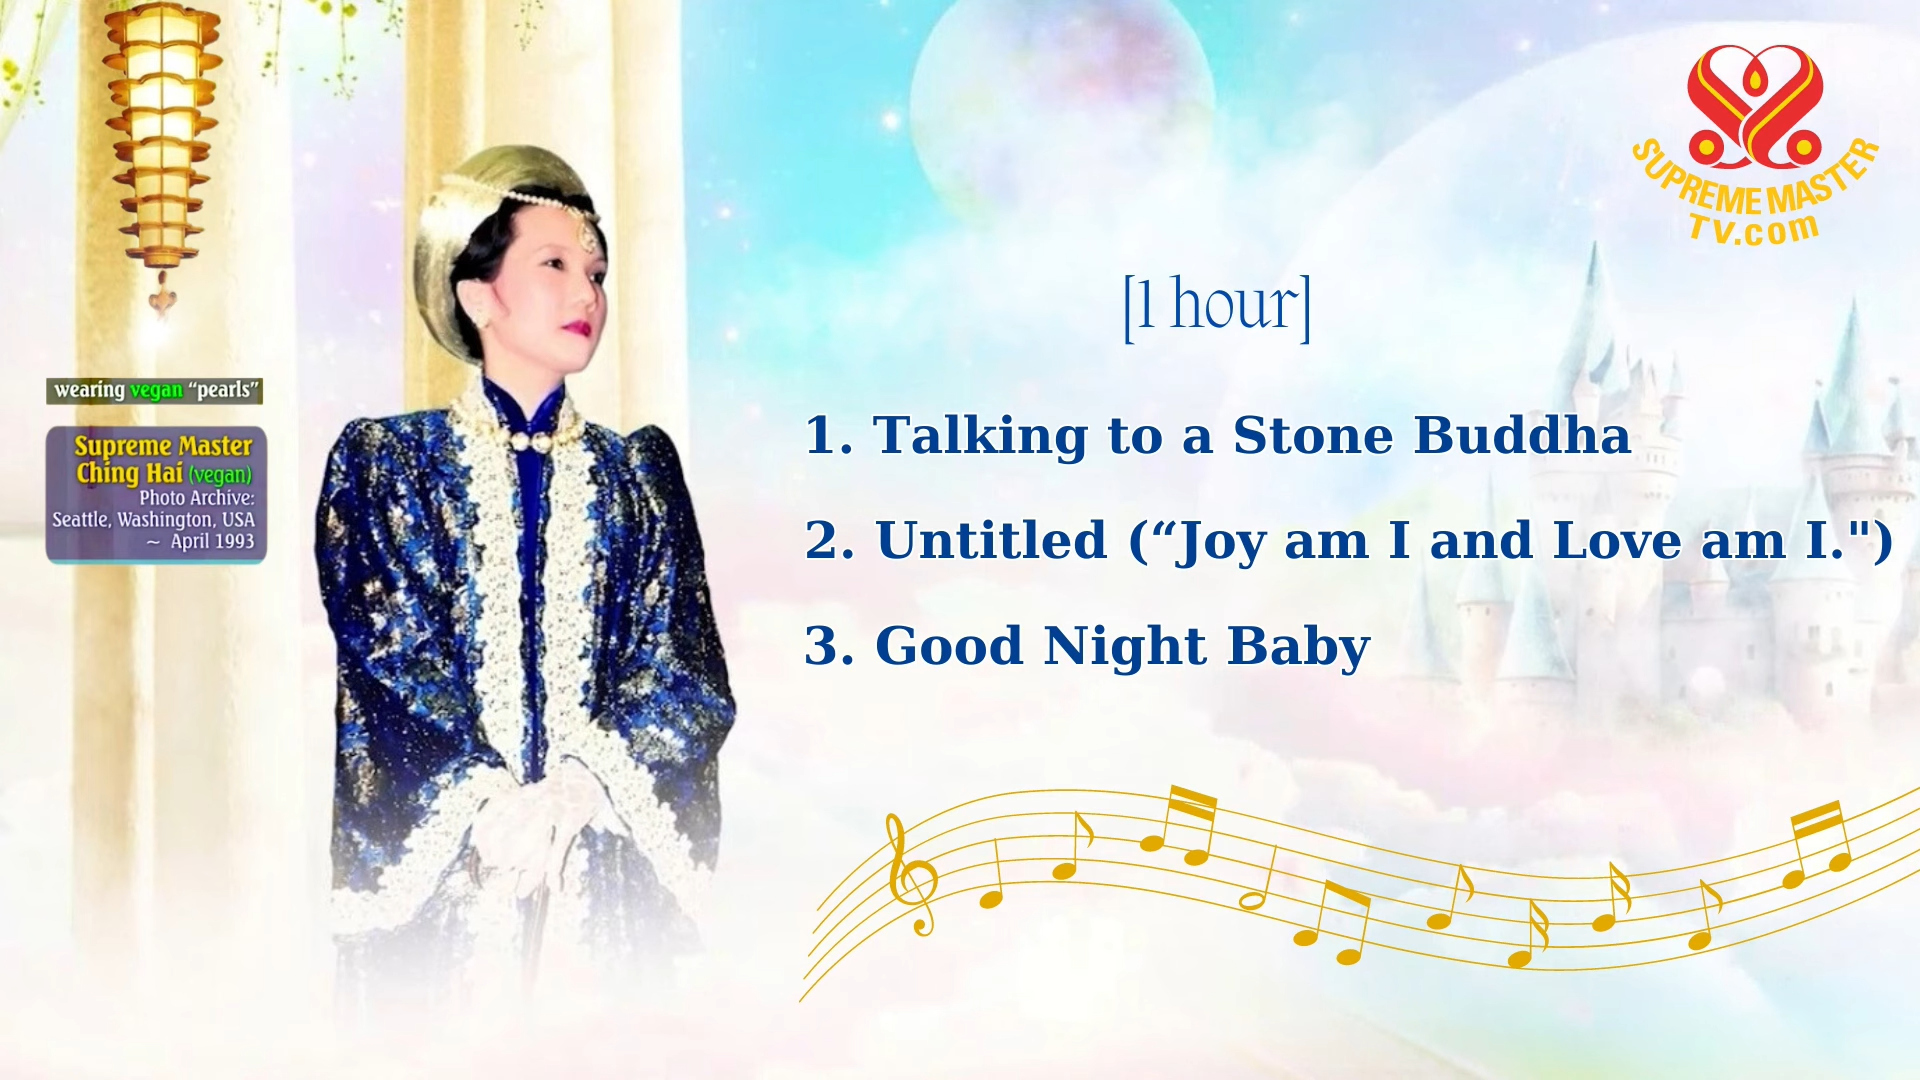 SUPREME MASTER
TV.com
[1 hour]
wearing vegan “pearls”
Supreme Master
Ching Hai (vegan)
Photo Archive:
Seattle, Washington, USA
~ April 1993
1. Talking to a Stone Buddha
2. Untitled (“Joy am I and Love am I.")
3. Good Night Baby